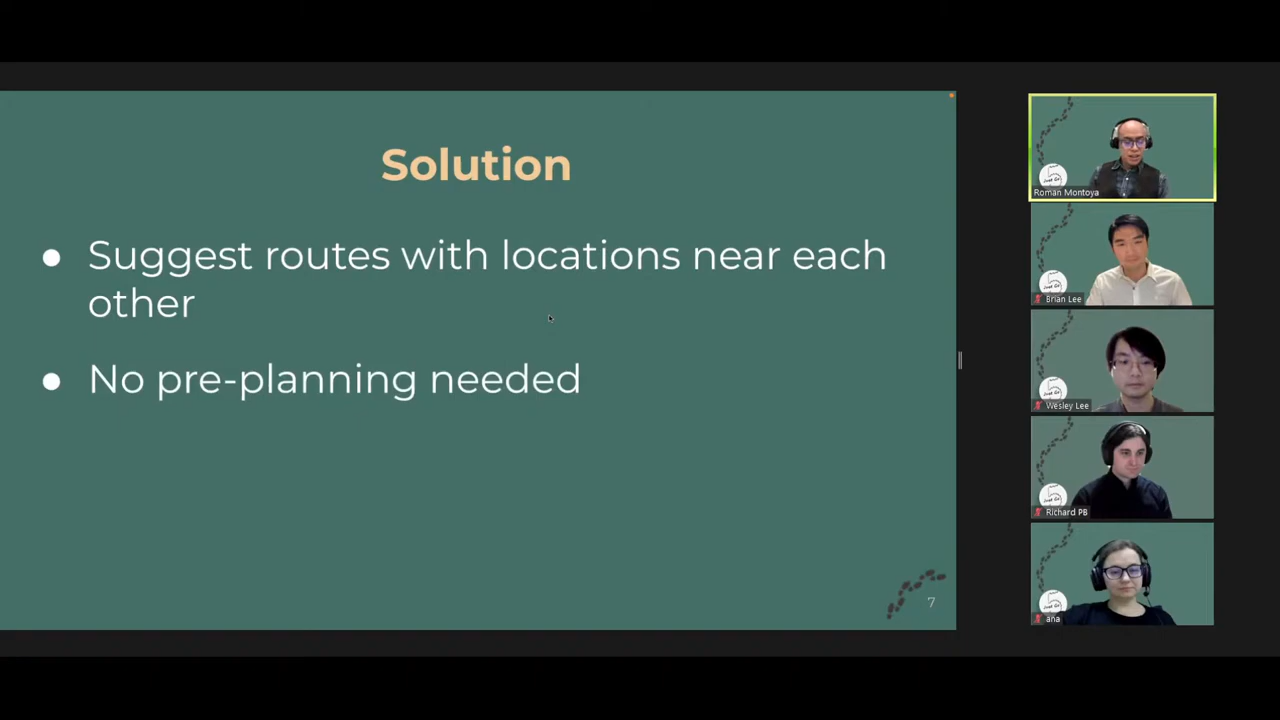 Solution
● Suggest routes with locations near each
other
● No pre-planning needed
7
Roman Montoya
Brian Lee
Wesley Lee
Richard PB
ana